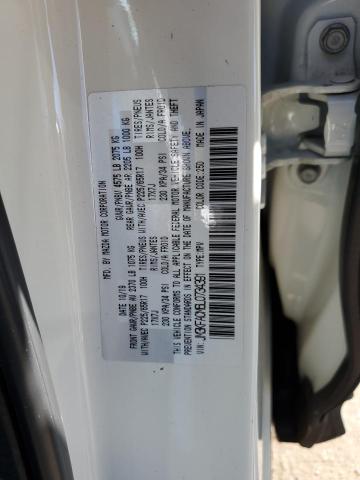 MFD. BY MAZDA MOTOR CORPORATION
DATE: 10/19 GVWR/PNBV 4575 LB 2075 KG
FRONT GAWR/PNBE AV 2370 LB 1075 KG REAR GAWR/PNBE AR 2205 LB 1000 KG
WITH/AVEC P225/65R17 100H TIRES/PNEUS WITH/AVEC P225/65R17 100H TIRES/PNEUS
17X7J RIMS/JANTES 17X7J RIMS/JANTES
230 KPA/34 PSI COLD/A FROID 230 KPA/34 PSI COLD/A FROID
THIS VEHICLE CONFORMS TO ALL APPLICABLE FEDERAL MOTOR VEHICLE SAFETY AND THEFT
PREVENTION STANDARDS IN EFFECT ON THE DATE OF MANUFACTURE SHOWN ABOVE.
VIN: TYPE:MPV COLOR CODE:25D MADE IN JAPAN